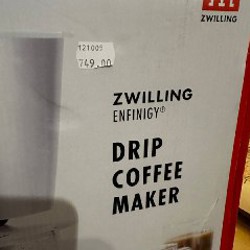 ZWILLING
121005
749,00
ZWILLING
ENFINIGY®
DRIP
COFFEE
MAKER